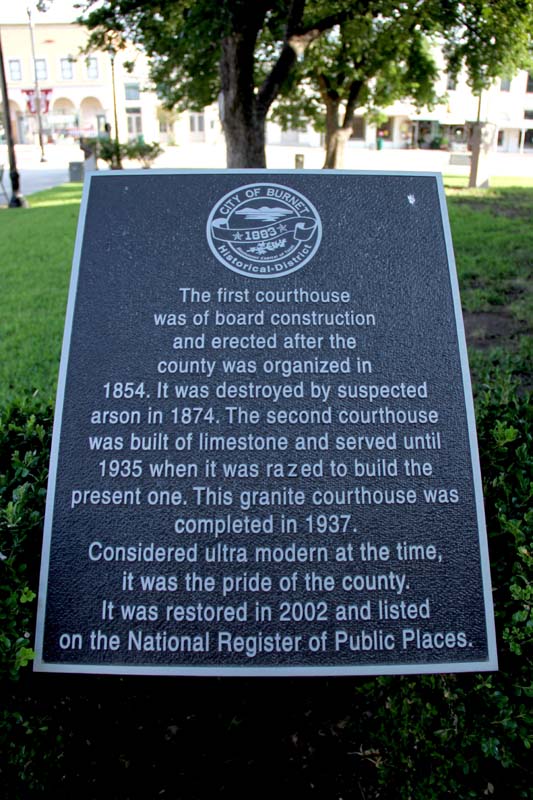 CITY OF BURNET
1883
Historical-District
The first courthouse
was of board construction
and erected after the
county was organized in
1854. It was destroyed by suspected
arson in 1874. The second courthouse
was built of limestone and served until
1935 when it was razed to build the
present one. This granite courthouse was
completed in 1937.
Considered ultra modern at the time,
it was the pride of the county.
It was restored in 2002 and listed
on the National Register of Public Places.